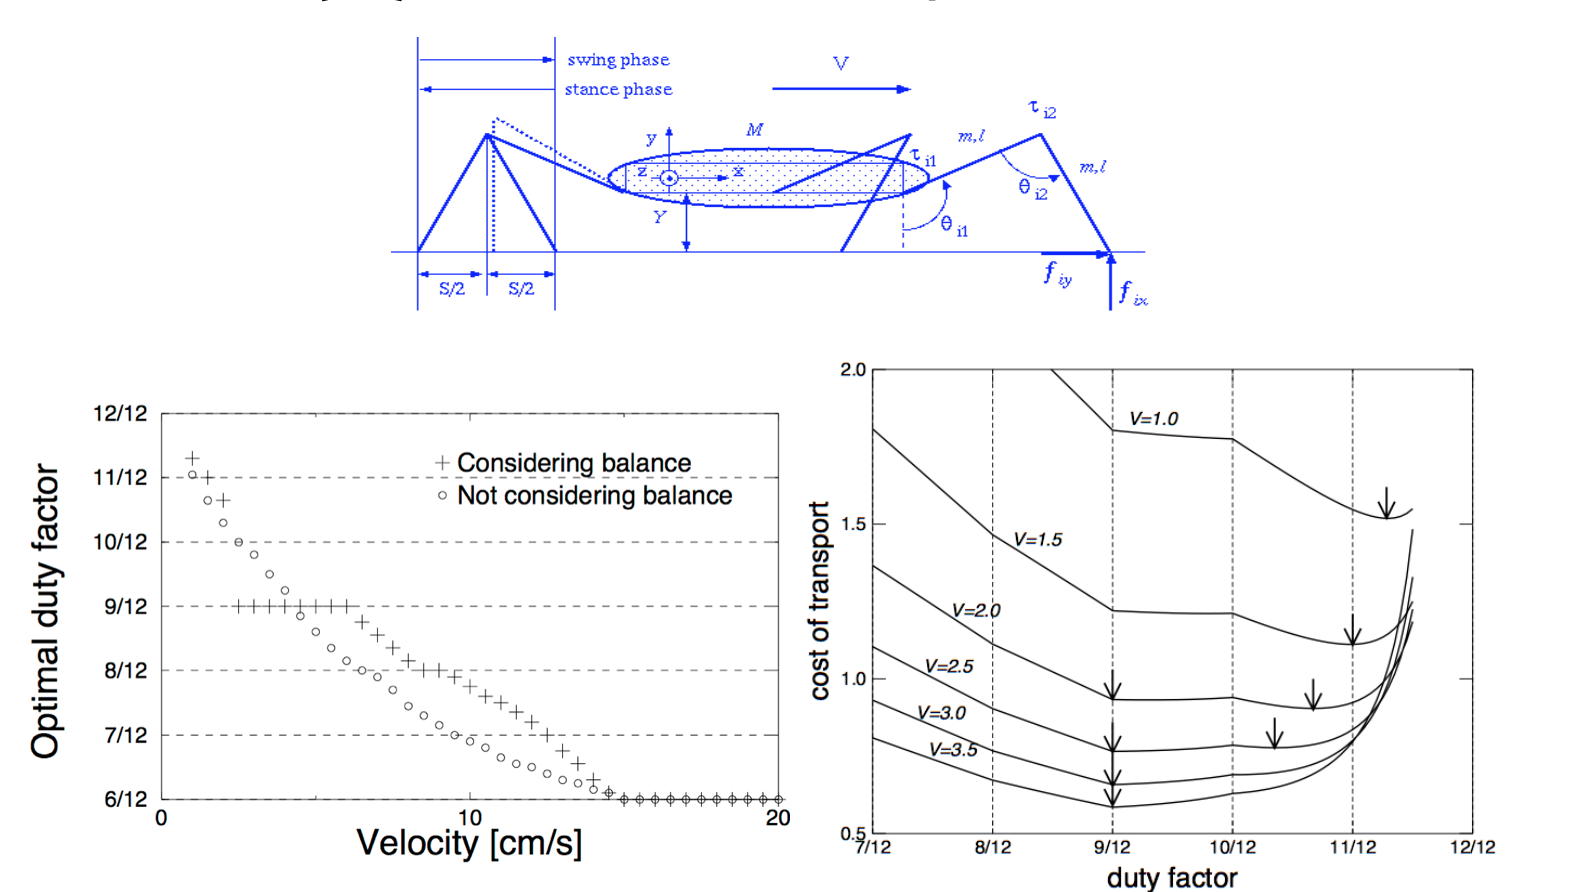 swing phase
stance phase
V
τ i2
y
M
m,l
τ i1
z
x
m,l
θ i2
Y
θ i1
S/2
S/2
f iy
f ix
12/12
11/12
10/12
9/12
8/12
7/12
6/12
Optimal duty factor
+ Considering balance
○ Not considering balance
0
10
20
Velocity [cm/s]
2.0
1.5
1.0
0.5
cost of transport
V=1.0
V=1.5
V=2.0
V=2.5
V=3.0
V=3.5
7/12
8/12
9/12
10/12
11/12
12/12
duty factor